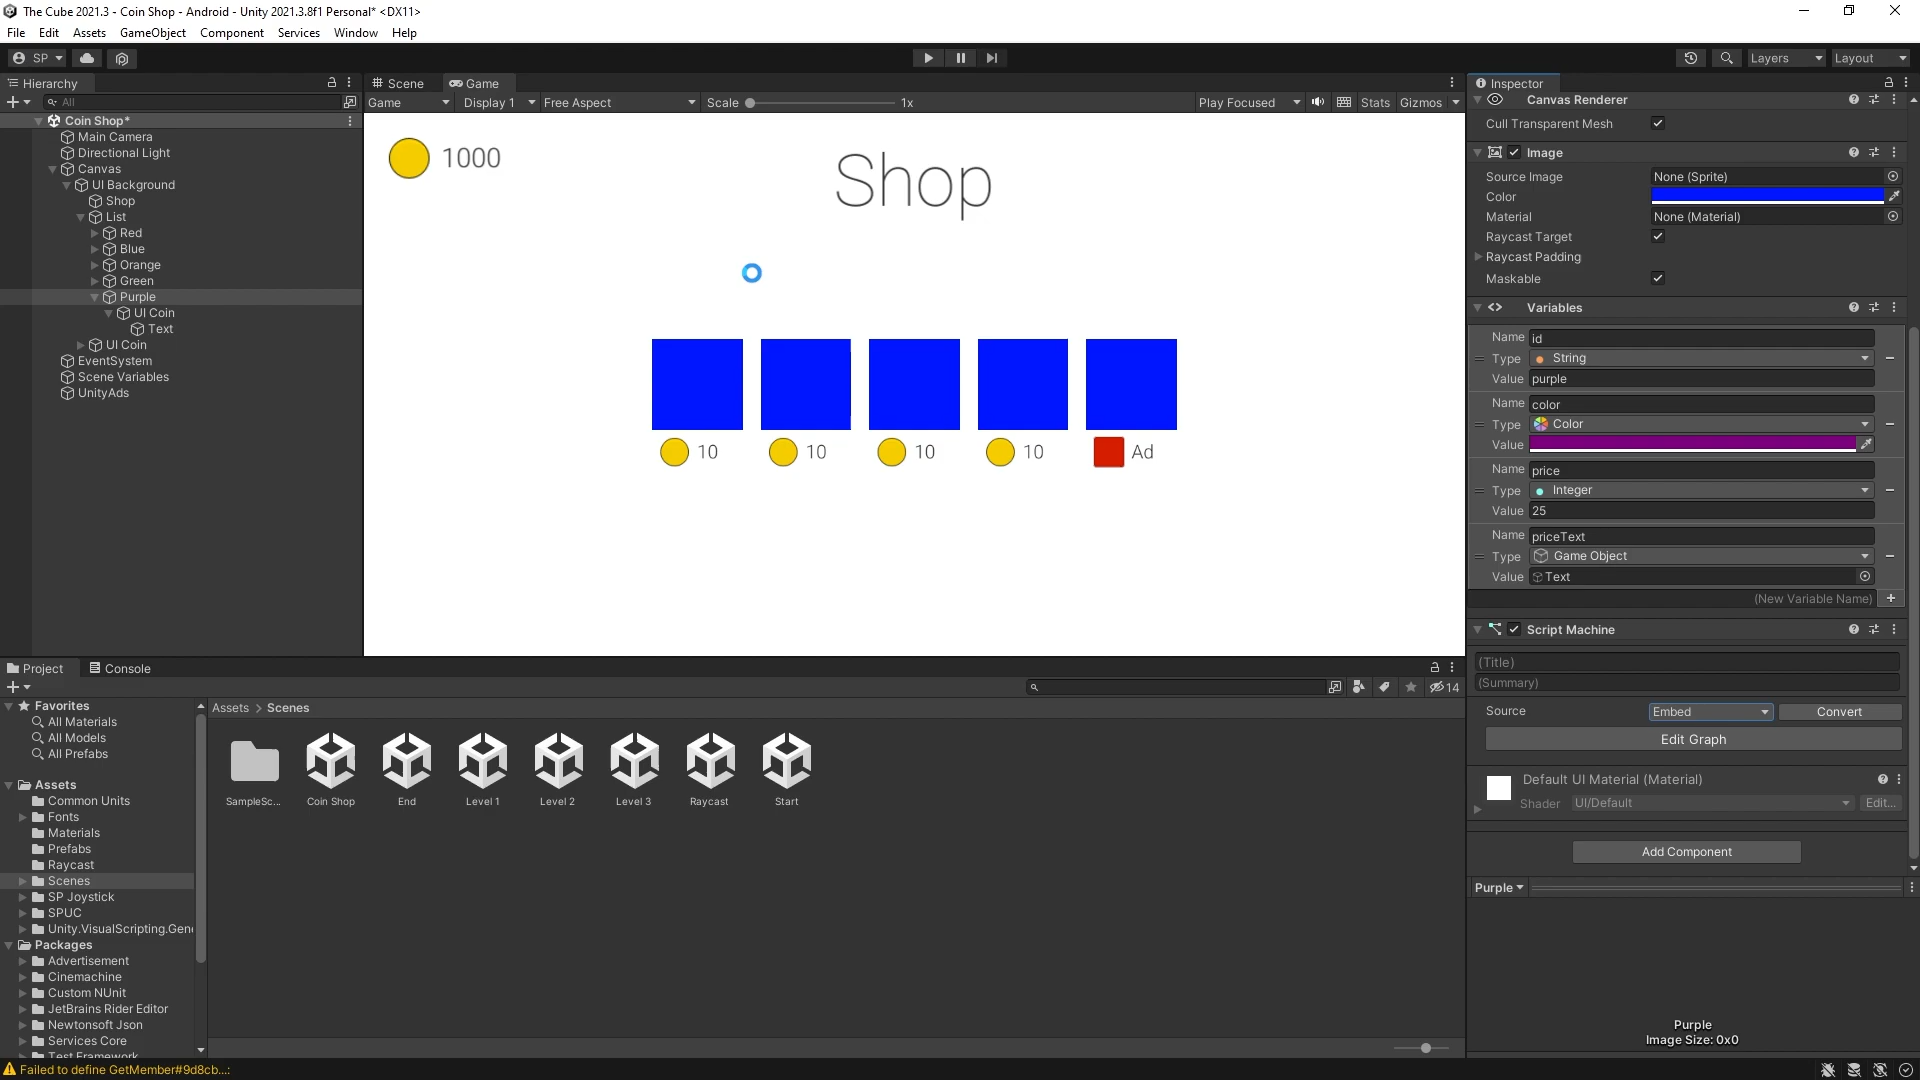 The Cube 2021.3 - Coin Shop - Android - Unity 2021.3.8f1 Personal* <DX11>
File Edit Assets GameObject Component Services Window Help
SP
Layers
Layout
Hierarchy
All
Coin Shop*
Main Camera
Directional Light
Canvas
UI Background
Shop
List
Red
Blue
Orange
Green
Purple
UI Coin
Text
UI Coin
EventSystem
Scene Variables
UnityAds
Scene
Game
Game
Display 1
Free Aspect
Scale
1x
Play Focused
Stats
Gizmos
1000
Shop
10
10
10
10
Ad
Inspector
Canvas Renderer
Cull Transparent Mesh
Image
Source Image
None (Sprite)
Color
Material
None (Material)
Raycast Target
Raycast Padding
Maskable
Variables
Name id
Type String
Value purple
Name color
Type Color
Value
Name price
Type Integer
Value 25
Name priceText
Type Game Object
Value Text
(New Variable Name)
Script Machine
(Title)
(Summary)
Source
Embed
Convert
Edit Graph
Default UI Material (Material)
Shader UI/Default
Edit...
Add Component
Purple
Purple
Image Size: 0x0
Project
Console
14
Favorites
All Materials
All Models
All Prefabs
Assets
Common Units
Fonts
Materials
Prefabs
Raycast
Scenes
SP Joystick
SPUC
Unity.VisualScripting.Gene
Packages
Advertisement
Cinemachine
Custom NUnit
JetBrains Rider Editor
Newtonsoft Json
Services Core
Test Framework
Assets > Scenes
SampleSc...
Coin Shop
End
Level 1
Level 2
Level 3
Raycast
Start
Failed to define GetMember#9d8cb...: